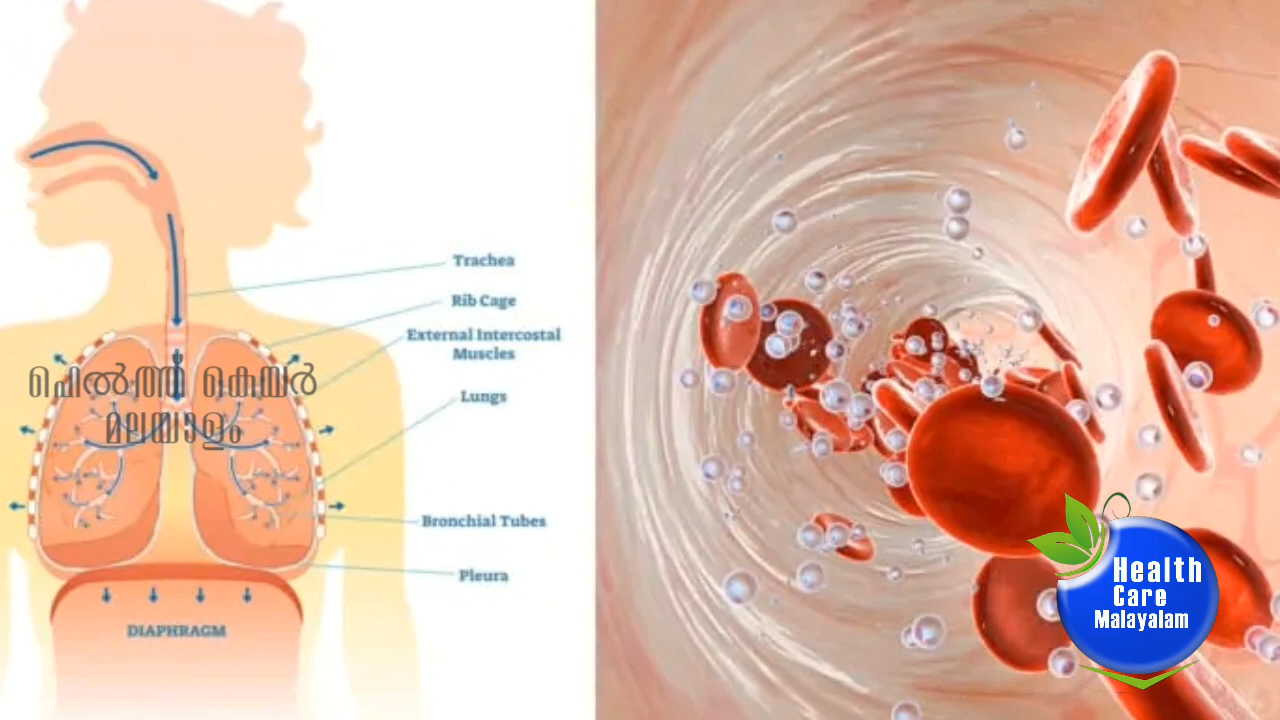 Trachea
Rib Cage
External Intercostal
Muscles
ഹെൽത്ത് കെയർ
മലയാളം
Lungs
Bronchial Tubes
Pleura
DIAPHRAGM
Health
Care
Malayalam